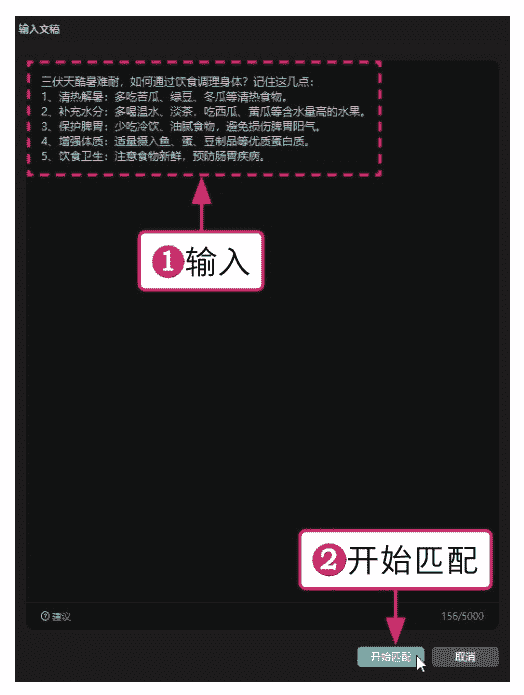 输入文稿
三伏天酷暑难耐，如何通过饮食调理身体？记住这几点：
1、清热解暑：多吃苦瓜、绿豆、冬瓜等清热食物。
2、补充水分：多喝温水、淡茶，吃西瓜、黄瓜等含水量高的水果。
3、保护脾胃：少吃冷饮、油腻食物，避免损伤脾胃阳气。
4、增强体质：适量摄入鱼、蛋、豆制品等优质蛋白质。
5、饮食卫生：注意食物新鲜，预防肠胃疾病。
❶输入
❷开始匹配
建议
156/5000
开始匹配
取消